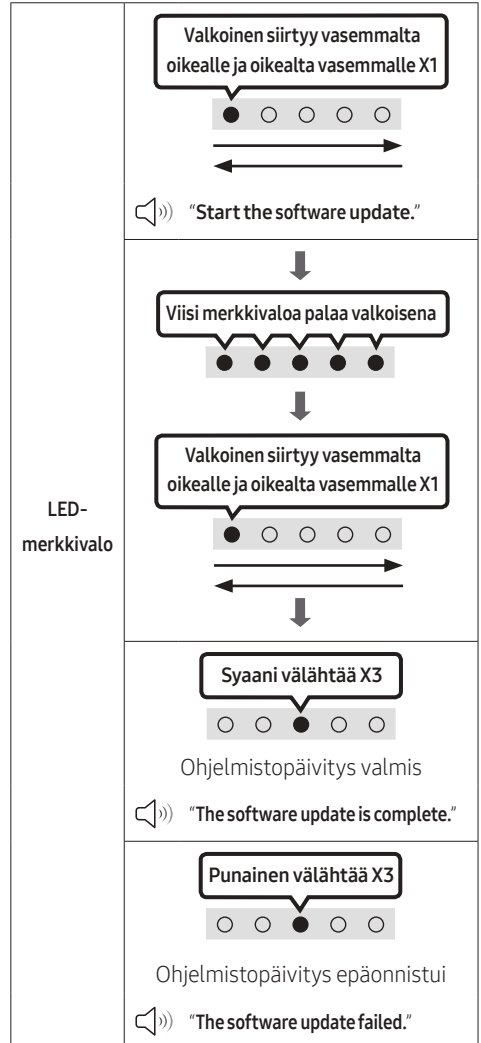 Valkoinen siirtyy vasemmalta
oikealle ja oikealta vasemmalle X1
"Start the software update."
Viisi merkkivaloa palaa valkoisena
Valkoinen siirtyy vasemmalta
oikealle ja oikealta vasemmalle X1
LED-
merkkivalo
Syaani välähtää X3
Ohjelmistopäivitys valmis
"The software update is complete."
Punainen välähtää X3
Ohjelmistopäivitys epäonnistui
"The software update failed."